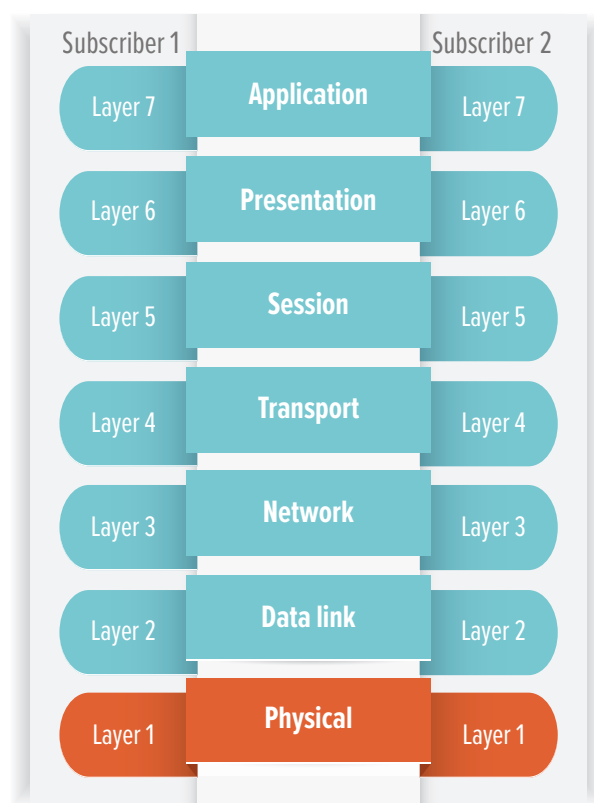 Subscriber 1 Subscriber 2
Layer 7 Application Layer 7
Layer 6 Presentation Layer 6
Layer 5 Session Layer 5
Layer 4 Transport Layer 4
Layer 3 Network Layer 3
Layer 2 Data link Layer 2
Layer 1 Physical Layer 1